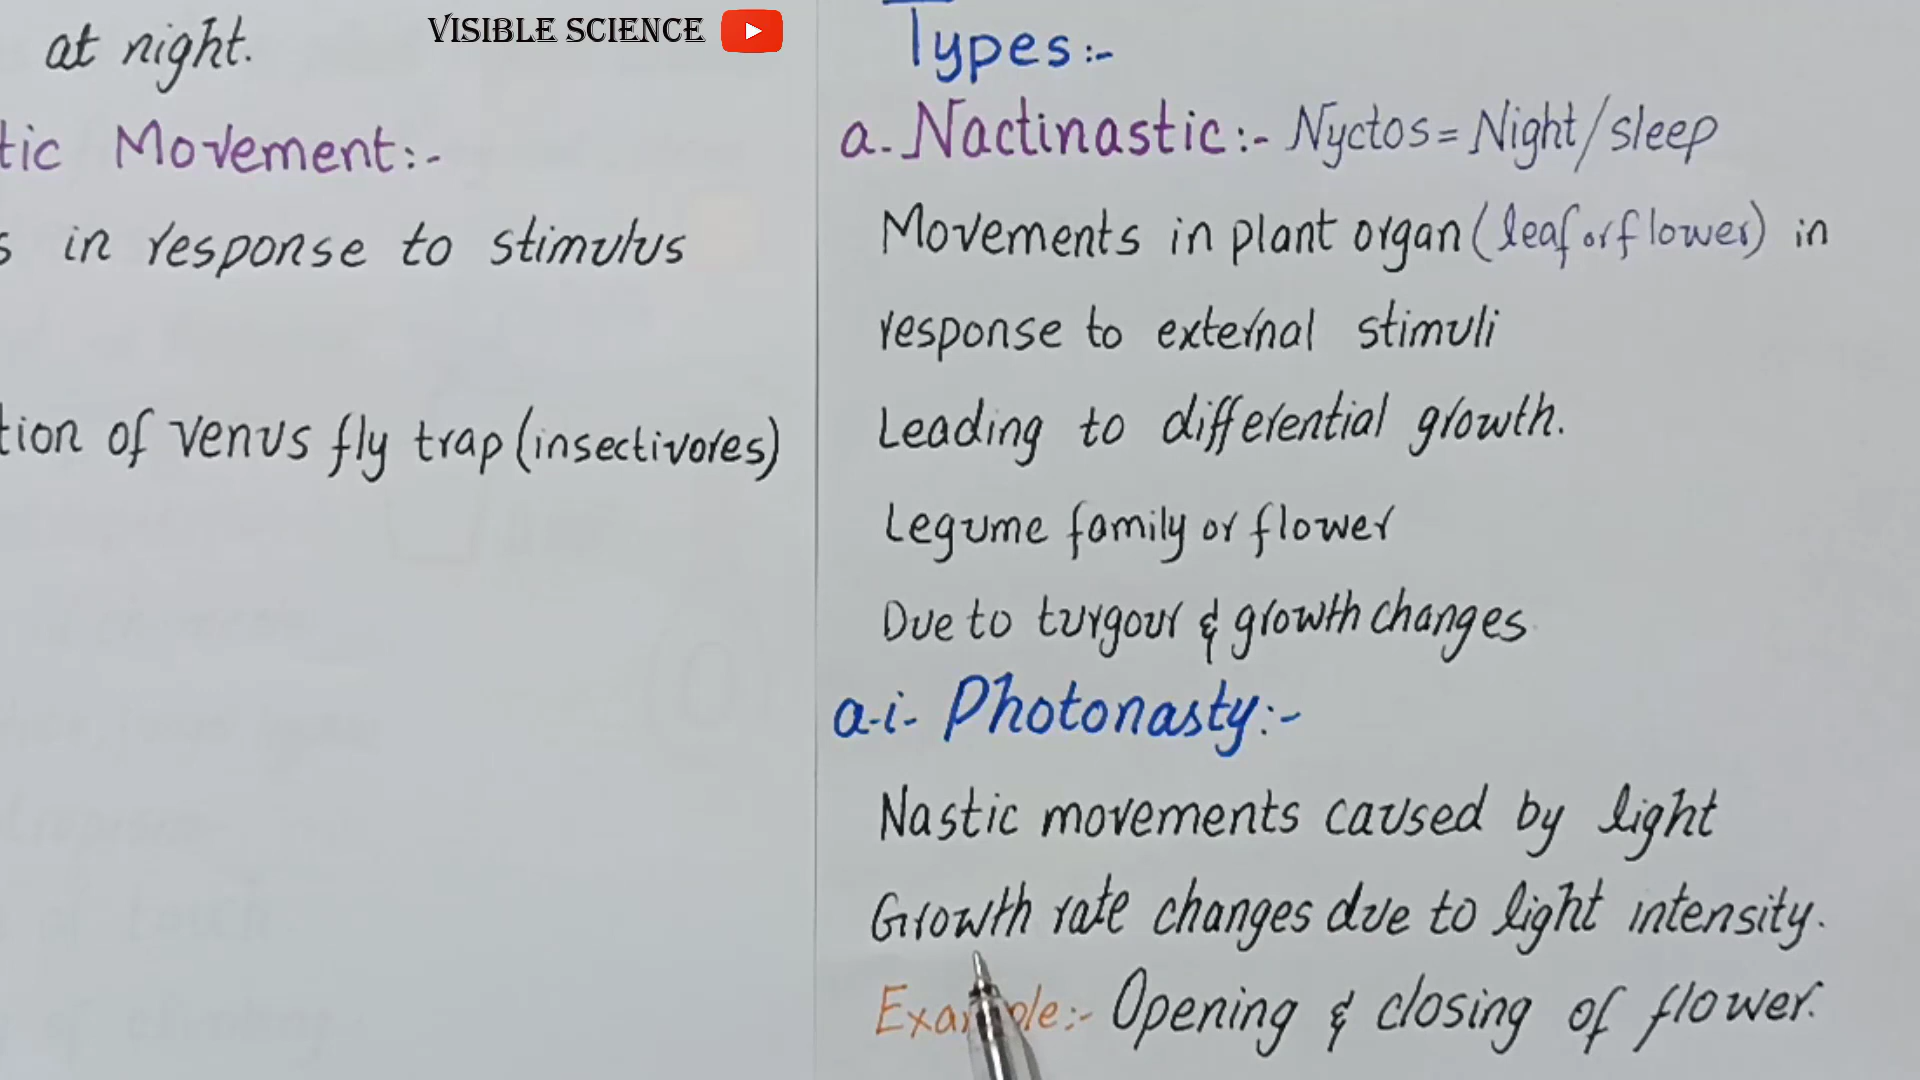 VISIBLE SCIENCE
at night.
tic Movement:-
s in response to stimulus
tion of venus fly trap (insectivores)
Types:-
a. Nactinastic:- Nyctos = Night/sleep
Movements in plant organ (leaf or flower) in
response to external stimuli
Leading to differential growth.
Legume family or flower
Due to turgour & growth changes
a-i- Photonasty:-
Nastic movements caused by light
Growth rate changes due to light intensity.
Example:- Opening & closing of flower.